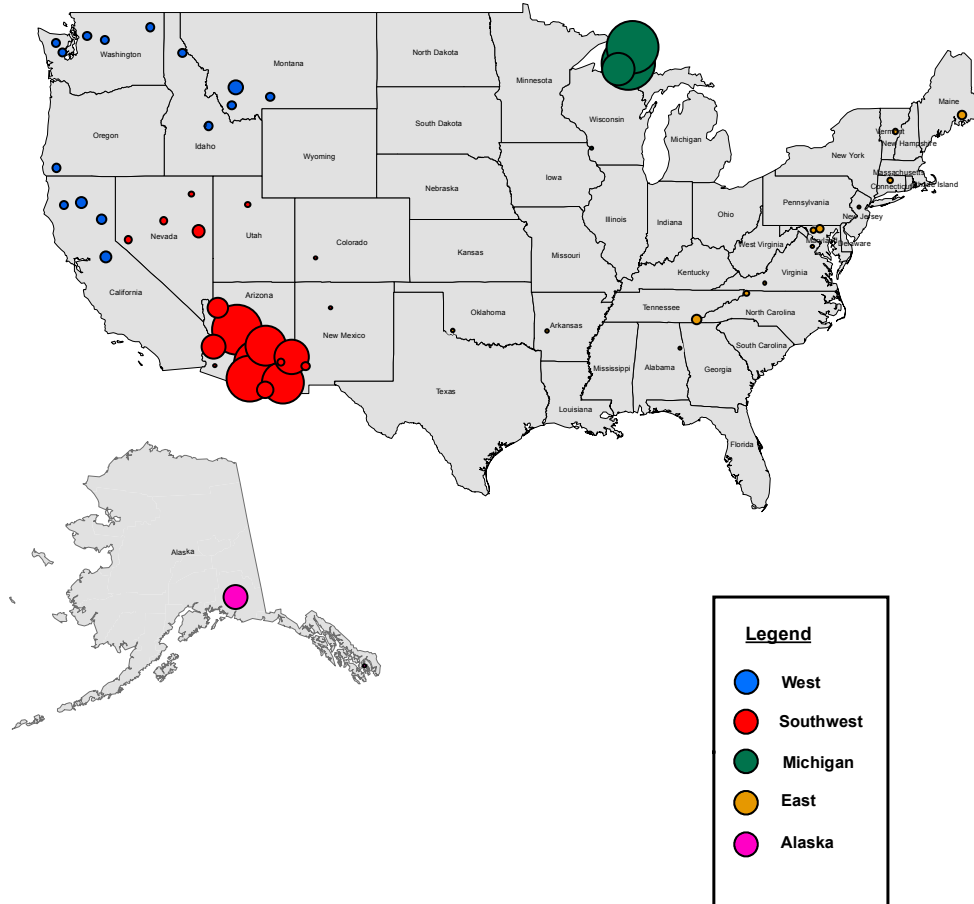 Washington
Montana
North Dakota
Minnesota
Maine
Oregon
Idaho
South Dakota
Wisconsin
Michigan
Vermont
New Hampshire
Wyoming
New York
Massachusetts
Iowa
Connecticut
Nebraska
Pennsylvania
New Jersey
Nevada
Utah
Colorado
Illinois
Indiana
Ohio
West Virginia
Maryland
Delaware
Kansas
Missouri
Kentucky
Virginia
California
Arizona
New Mexico
Oklahoma
Arkansas
Tennessee
North Carolina
South Carolina
Texas
Mississippi
Alabama
Georgia
Louisiana
Florida
Alaska
Legend
West
Southwest
Michigan
East
Alaska